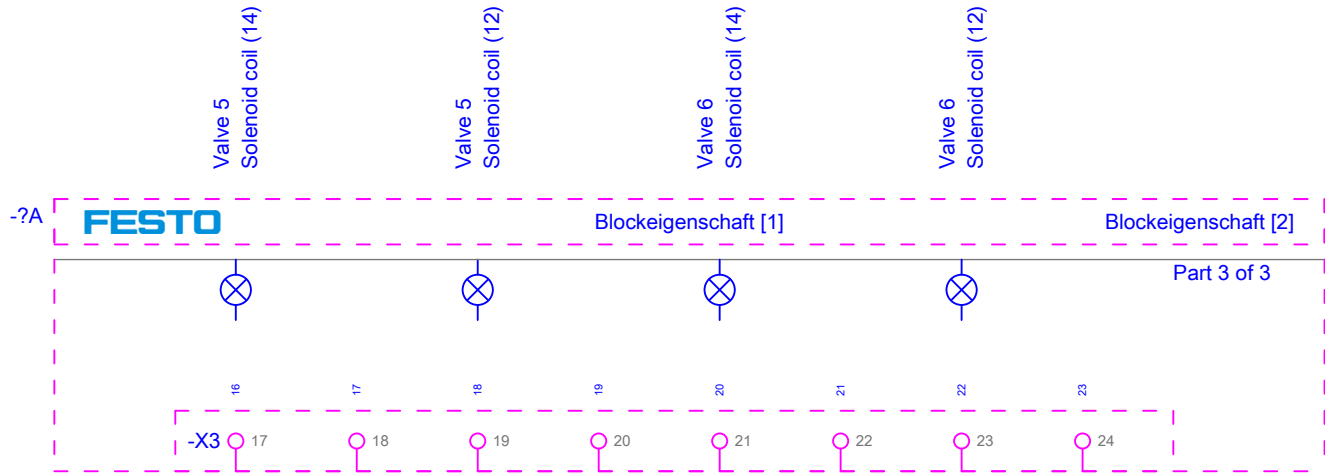 Valve 5
Solenoid coil (14)
Valve 5
Solenoid coil (12)
Valve 6
Solenoid coil (14)
Valve 6
Solenoid coil (12)
-?A
FESTO
Blockeigenschaft [1]
Blockeigenschaft [2]
Part 3 of 3
16
17
18
19
20
21
22
23
-X3
17
18
19
20
21
22
23
24